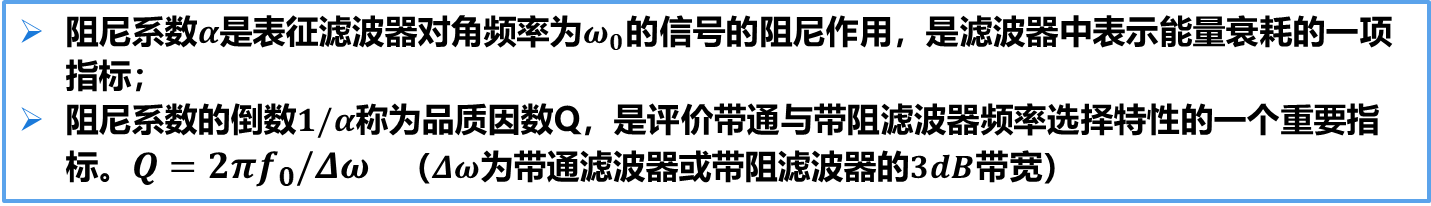 ➢ 阻尼系数α是表征滤波器对角频率为ω₀的信号的阻尼作用，是滤波器中表示能量衰耗的一项
指标；
➢ 阻尼系数的倒数1/α称为品质因数Q，是评价带通与带阻滤波器频率选择特性的一个重要指
标。Q = 2πf₀/Δω （Δω为带通滤波器或带阻滤波器的3dB带宽）